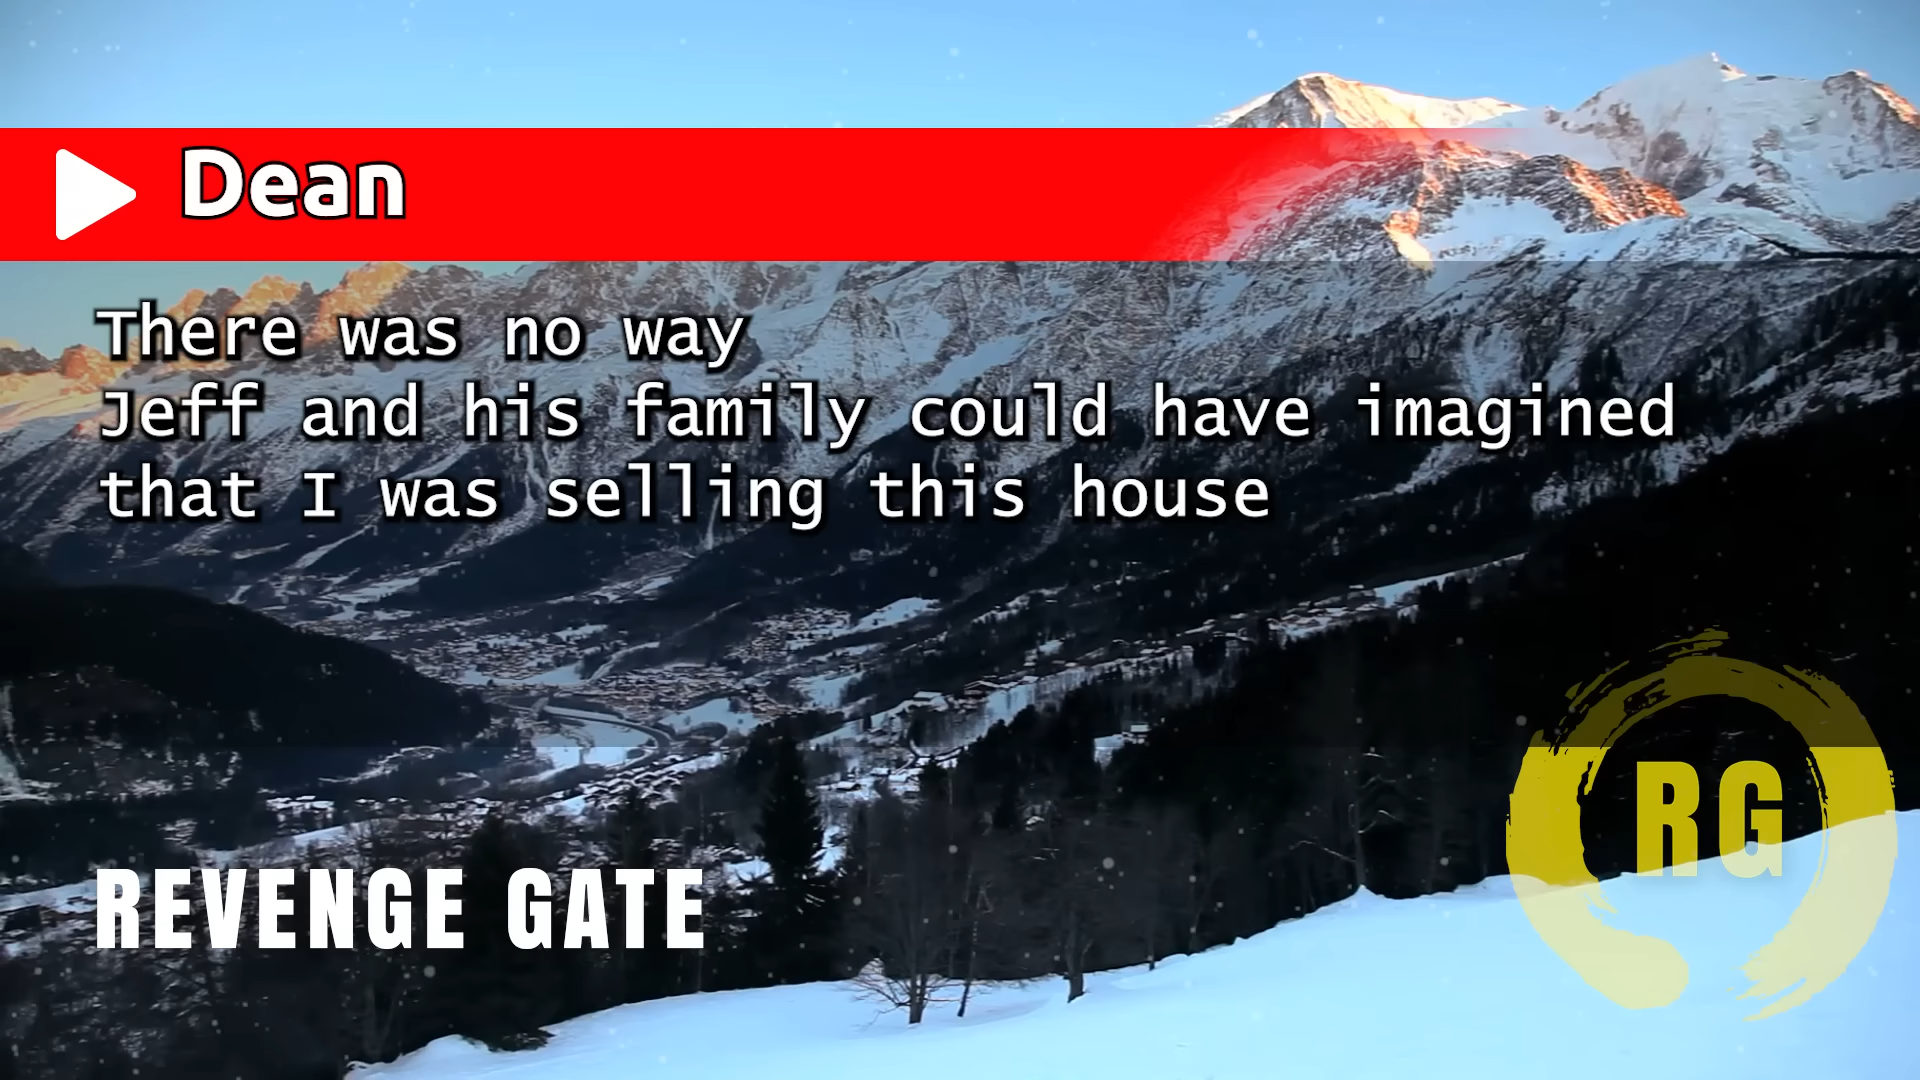 Dean
There was no way
Jeff and his family could have imagined
that I was selling this house
REVENGE GATE
RG